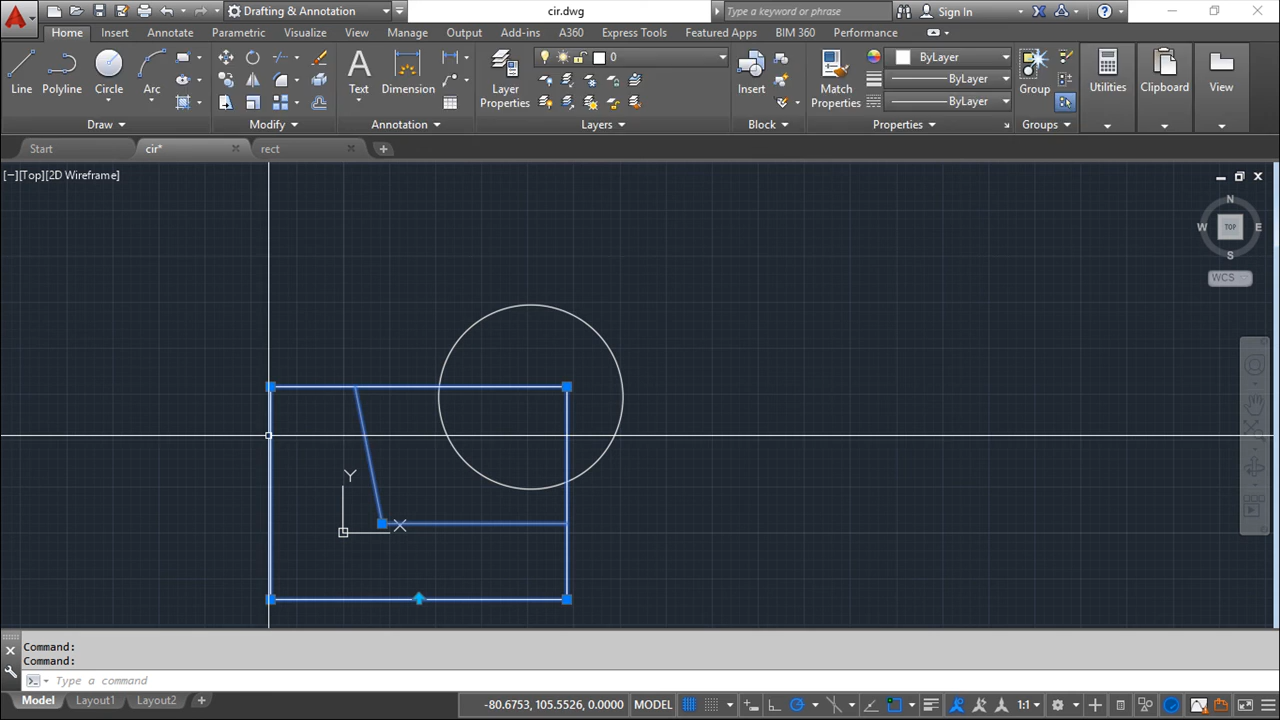 Drafting & Annotation
cir.dwg
Type a keyword or phrase
Sign In
Home Insert Annotate Parametric Visualize View Manage Output Add-ins A360 Express Tools Featured Apps BIM 360 Performance
0
ByLayer
ByLayer
ByLayer
Line Polyline Circle Arc
Text Dimension
Layer Properties
Insert
Match Properties
Group
Utilities
Clipboard
View
Draw Modify Annotation Layers Block Properties Groups
Start cir* rect
[−][Top][2D Wireframe]
N
W TOP E
S
WCS
Y
X
Command:
Command:
Type a command
Model Layout1 Layout2
-80.6753, 105.5526, 0.0000 MODEL 1:1